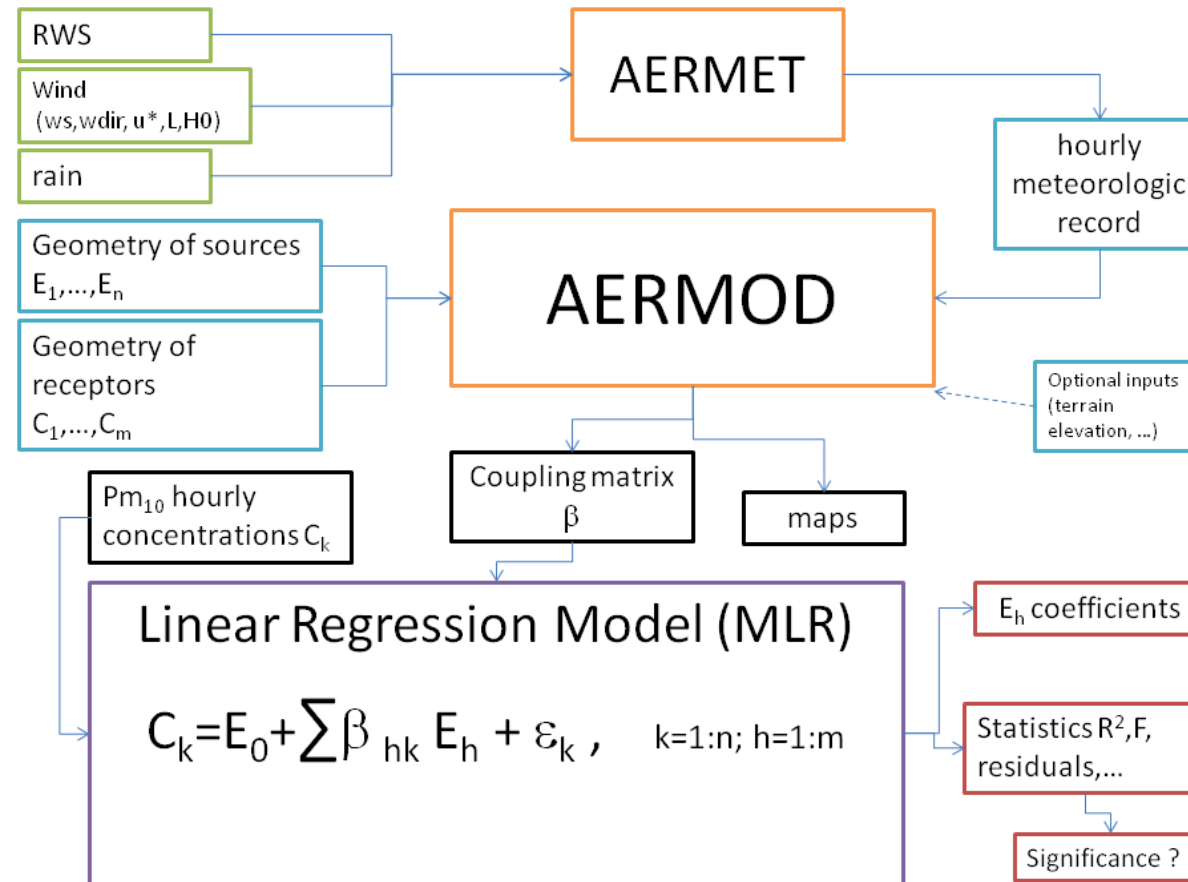 RWS
Wind
(ws,wdir, u*,L,H0)
rain
AERMET
hourly
meteorologic
record
Geometry of sources
E₁,...,Eₙ
Geometry of
receptors
C₁,...,Cₘ
AERMOD
Optional inputs
(terrain
elevation, ...)
Pm₁₀ hourly
concentrations Cₖ
Coupling matrix
β
maps
Linear Regression Model (MLR)
Cₖ=E₀+∑β ₕₖ Eₕ + εₖ , k=1:n; h=1:m
Eₕ coefficients
Statistics R²,F,
residuals,...
Significance ?